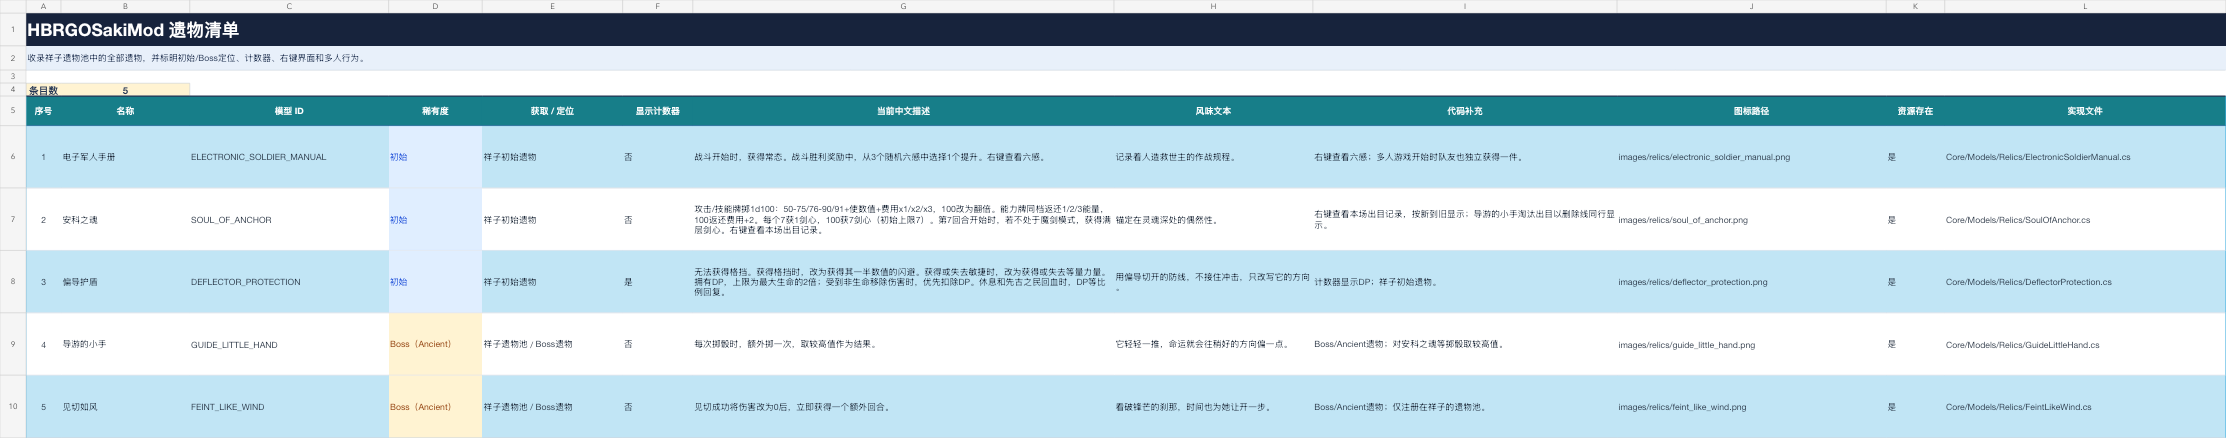 A B C D E F G H I J K L
1 HBRGOSakiMod 遗物清单
2 收录祥子遗物池中的全部遗物，并标明初始/Boss定位、计数器、右键界面和多人行为。
3
4 条目数 5
5 序号 名称 模型 ID 稀有度 获取 / 定位 显示计数器 当前中文描述 风味文本 代码补充 图标路径 资源存在 实现文件
6 1 电子军人手册 ELECTRONIC_SOLDIER_MANUAL 初始 祥子初始遗物 否 战斗开始时，获得常态。战斗胜利奖励中，从3个随机六感中选择1个提升。右键查看六感。 记录着人造救世主的作战规程。 右键查看六感；多人游戏开始时队友也独立获得一件。 images/relics/electronic_soldier_manual.png 是 Core/Models/Relics/ElectronicSoldierManual.cs
7 2 安科之魂 SOUL_OF_ANCHOR 初始 祥子初始遗物 否
攻击/技能牌掷1d100：50-75/76-90/91+使数值+费用x1/x2/x3，100改为翻倍。能力牌同档返还1/2/3能量，
100返还费用+2。每个7获1剑心，100获7剑心（初始上限7）。第7回合开始时，若不处于魔剑模式，获得满
层剑心。右键查看本场出目记录。
锚定在灵魂深处的偶然性。
右键查看本场出目记录，按新到旧显示；导游的小手淘汰出目以删除线同行显
示。
images/relics/soul_of_anchor.png 是 Core/Models/Relics/SoulOfAnchor.cs
8 3 偏导护盾 DEFLECTOR_PROTECTION 初始 祥子初始遗物 是
无法获得格挡。获得格挡时，改为获得其一半数值的闪避。获得或失去敏捷时，改为获得或失去等量力量。
拥有DP，上限为最大生命的2倍；受到非生命移除伤害时，优先扣除DP。休息和先古之民回血时，DP等比
例回复。
用偏导切开的防线，不接住冲击，只改写它的方向
。
计数器显示DP；祥子初始遗物。 images/relics/deflector_protection.png 是 Core/Models/Relics/DeflectorProtection.cs
9 4 导游的小手 GUIDE_LITTLE_HAND Boss（Ancient） 祥子遗物池 / Boss遗物 否 每次掷骰时，额外掷一次，取较高值作为结果。 它轻轻一推，命运就会往稍好的方向偏一点。 Boss/Ancient遗物；对安科之魂等掷骰取较高值。 images/relics/guide_little_hand.png 是 Core/Models/Relics/GuideLittleHand.cs
10 5 见切如风 FEINT_LIKE_WIND Boss（Ancient） 祥子遗物池 / Boss遗物 否 见切成功将伤害改为0后，立即获得一个额外回合。 看破锋芒的刹那，时间也为她让开一步。 Boss/Ancient遗物；仅注册在祥子的遗物池。 images/relics/feint_like_wind.png 是 Core/Models/Relics/FeintLikeWind.cs